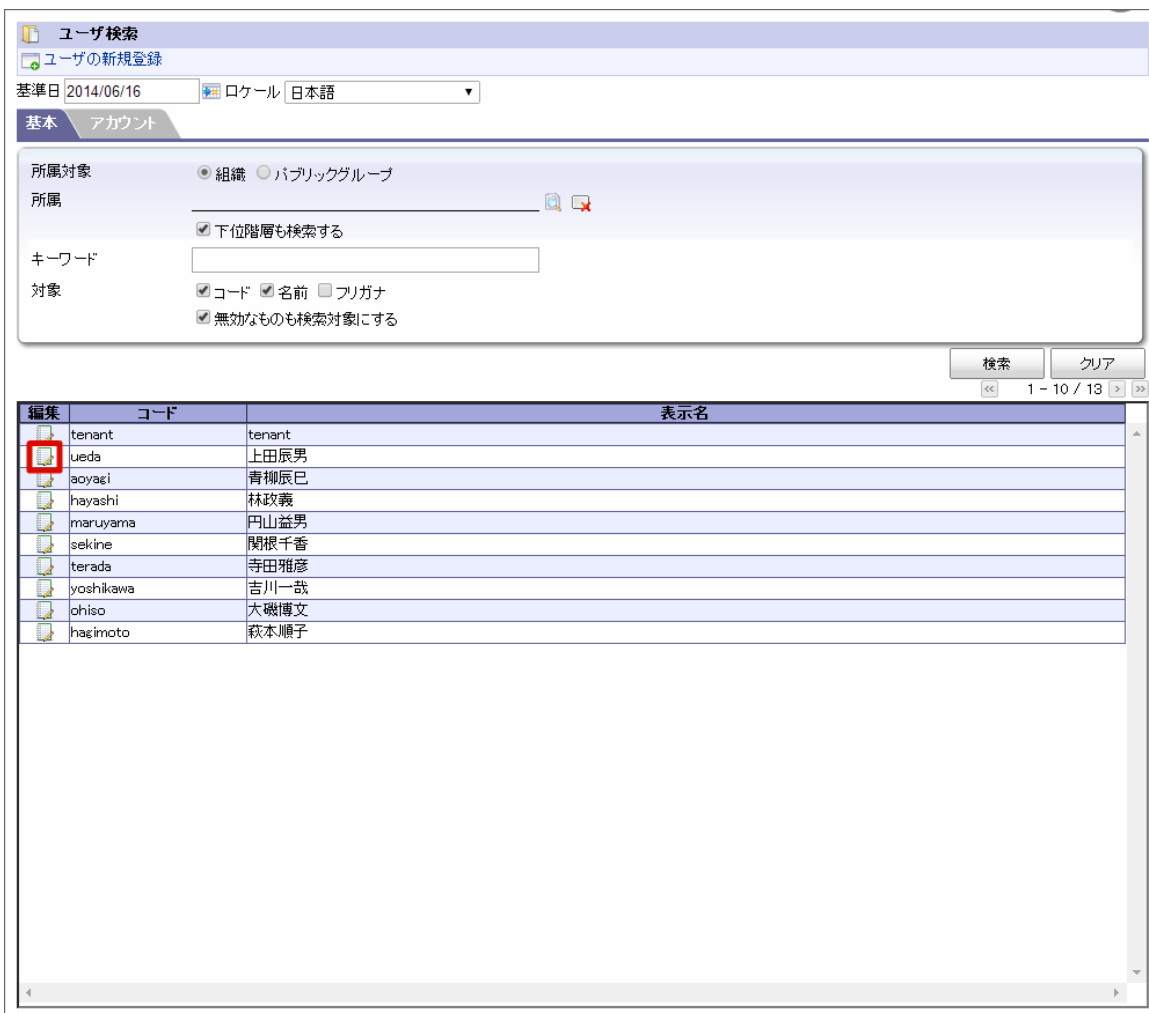 ユーザ検索
ユーザの新規登録
基準日 2014/06/16 ロケール 日本語
基本 アカウント
所属対象 組織 パブリックグループ
所属
下位階層も検索する
キーワード
対象 コード 名前 フリガナ
無効なものも検索対象にする
検索 クリア
1 - 10 / 13
編集 コード 表示名
tenant tenant
ueda 上田辰男
aoyagi 青柳辰巳
hayashi 林政義
maruyama 円山益男
sekine 関根千香
terada 寺田雅彦
yoshikawa 吉川一哉
ohiso 大磯博文
hagimoto 萩本順子